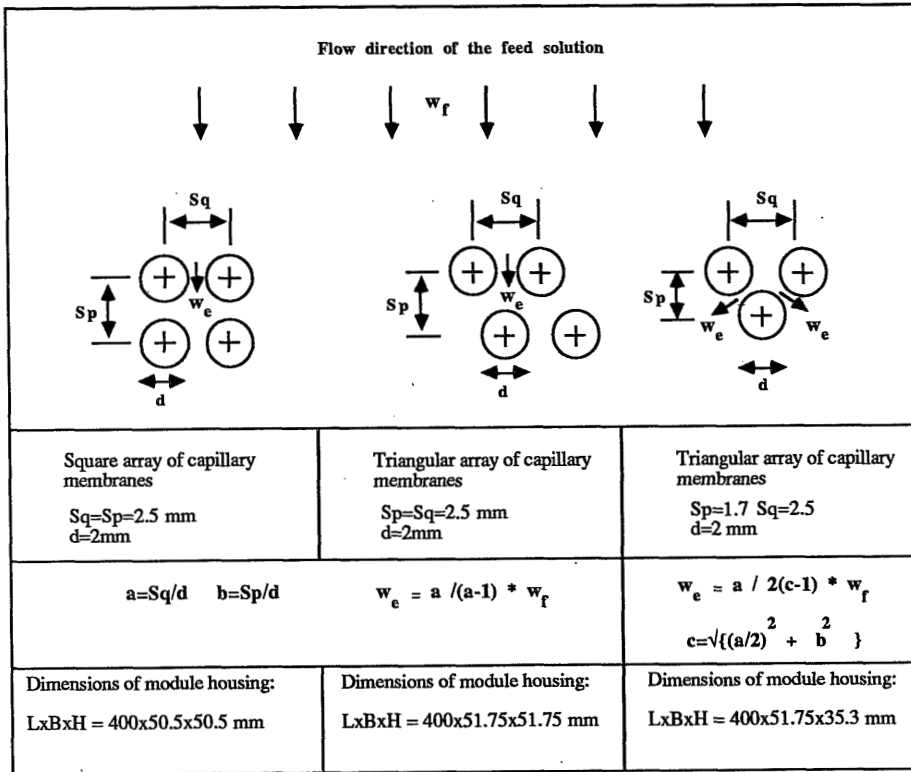 Flow direction of the feed solution
w_f
Sq Sq Sq
Sp w_e Sp w_e Sp w_e w_e
d d d
Square array of capillary
membranes
Sq=Sp=2.5 mm
d=2mm
Triangular array of capillary
membranes
Sp=Sq=2.5 mm
d=2mm
Triangular array of capillary
membranes
Sp=1.7 Sq=2.5
d=2 mm
a=Sq/d b=Sp/d w_e = a /(a-1) * w_f
w_e = a / 2(c-1) * w_f
c=√{(a/2)^2 + b^2 }
Dimensions of module housing:
LxBxH = 400x50.5x50.5 mm
Dimensions of module housing:
LxBxH = 400x51.75x51.75 mm
Dimensions of module housing:
LxBxH = 400x51.75x35.3 mm